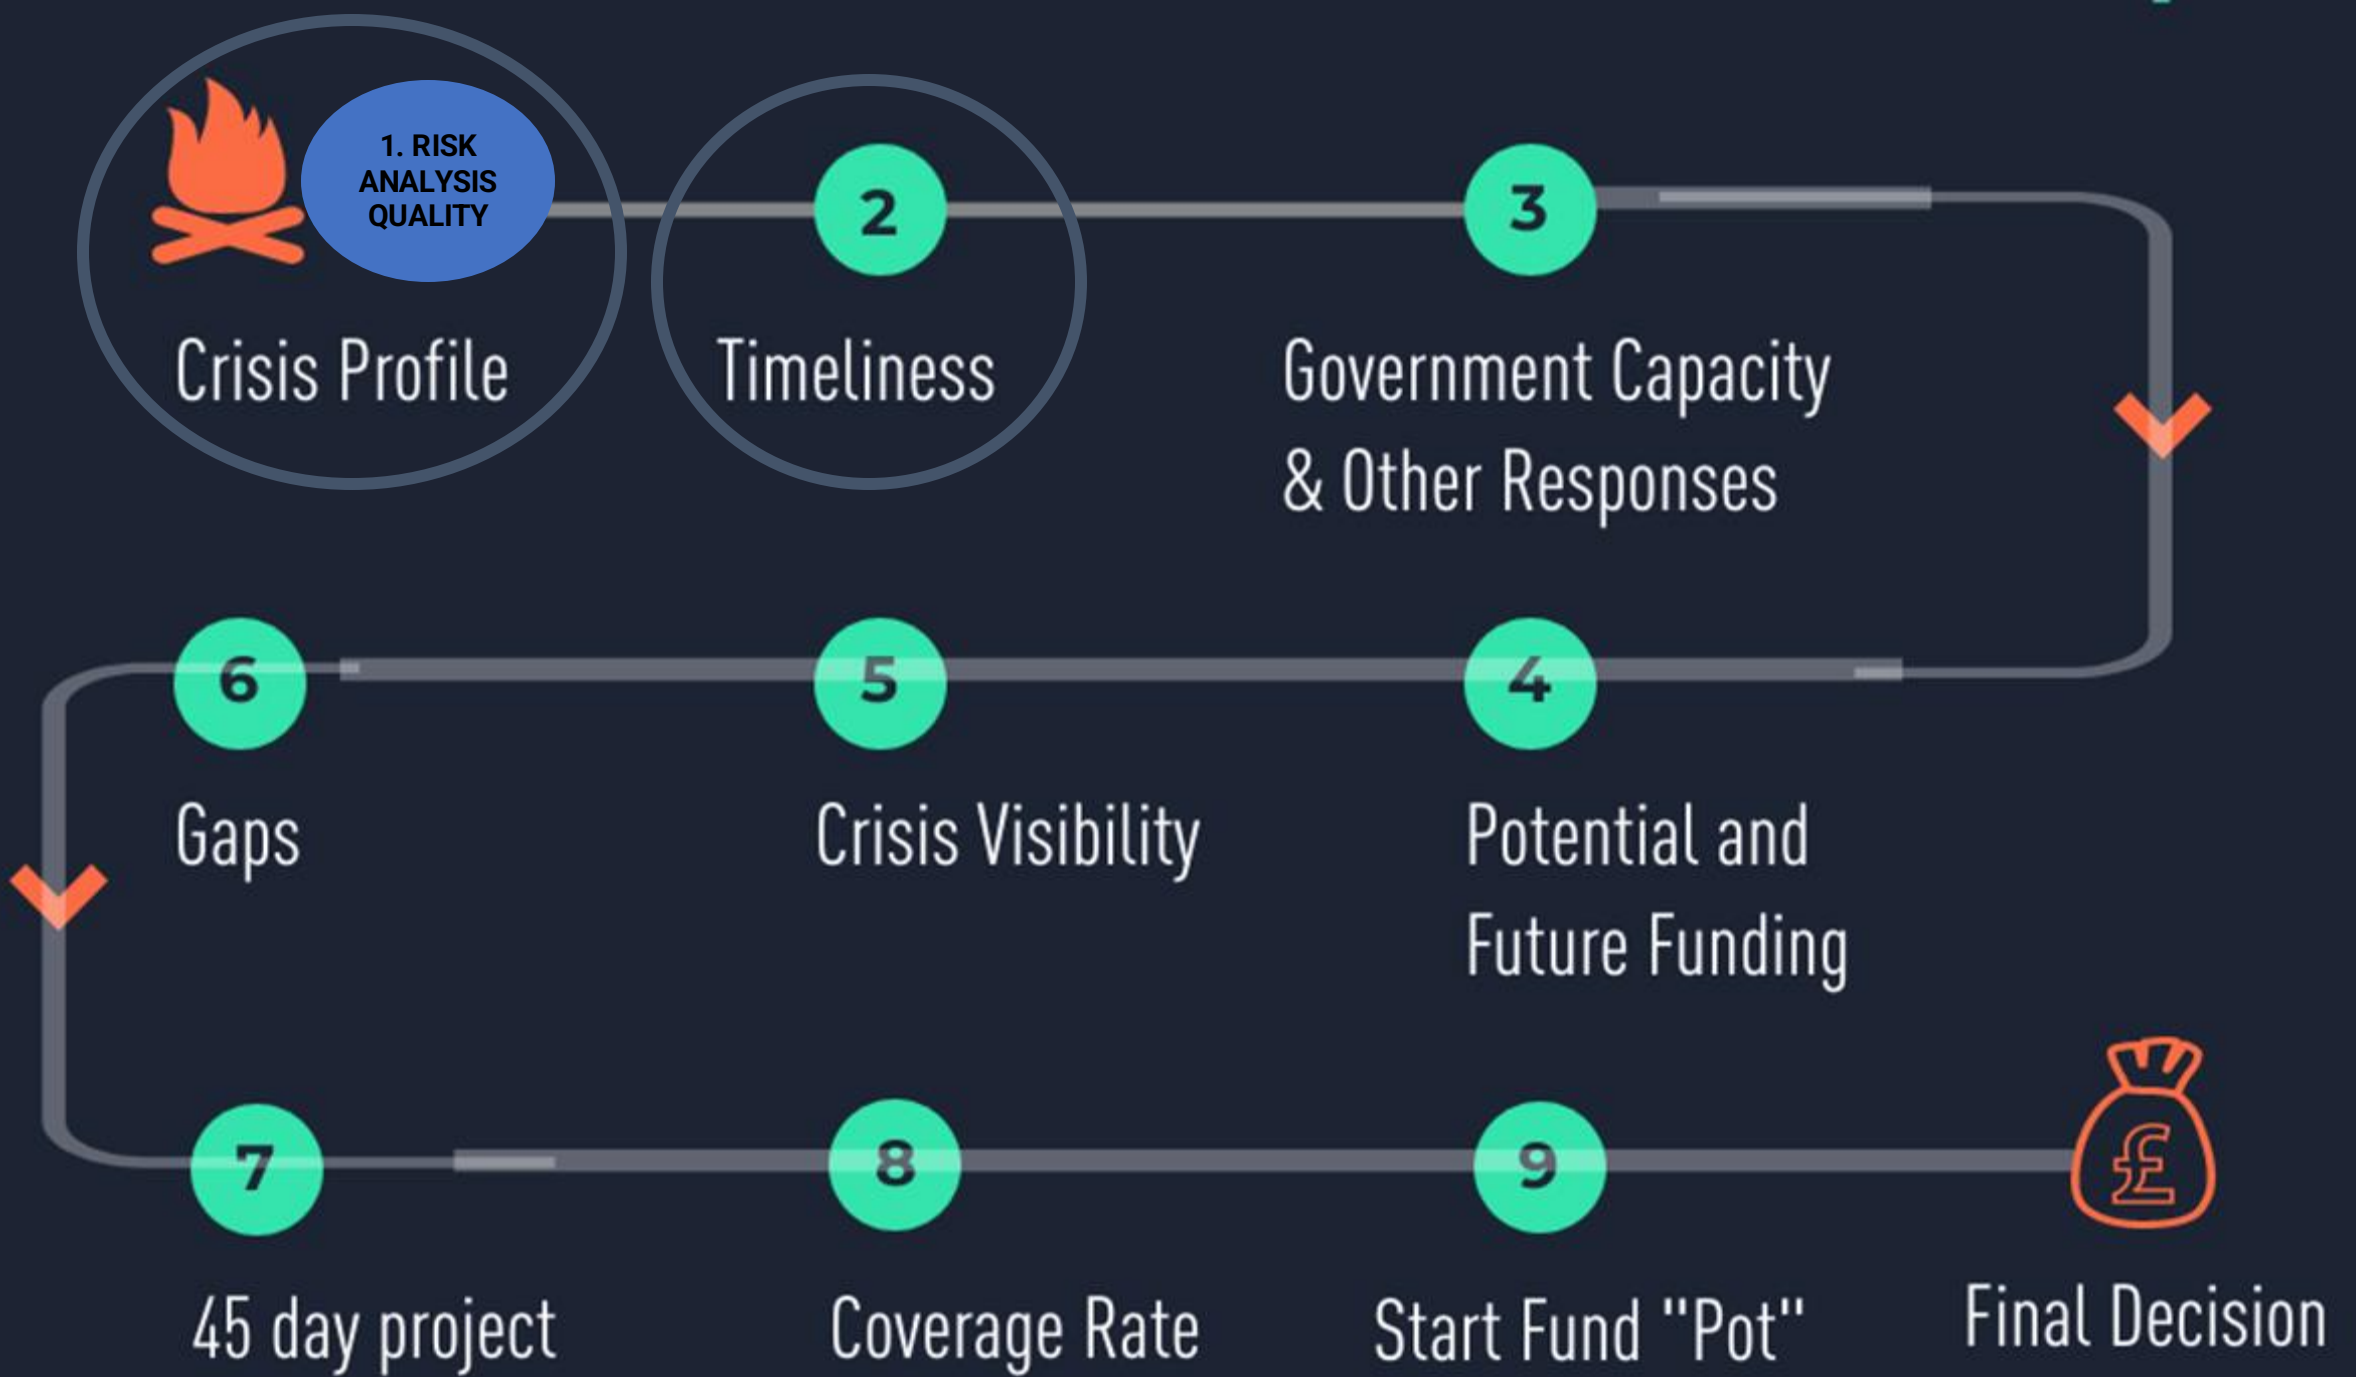 1. RISK
ANALYSIS
QUALITY
2
3
Crisis Profile
Timeliness
Government Capacity
& Other Responses
6
5
4
Gaps
Crisis Visibility
Potential and
Future Funding
7
8
9
£
45 day project
Coverage Rate
Start Fund "Pot"
Final Decision